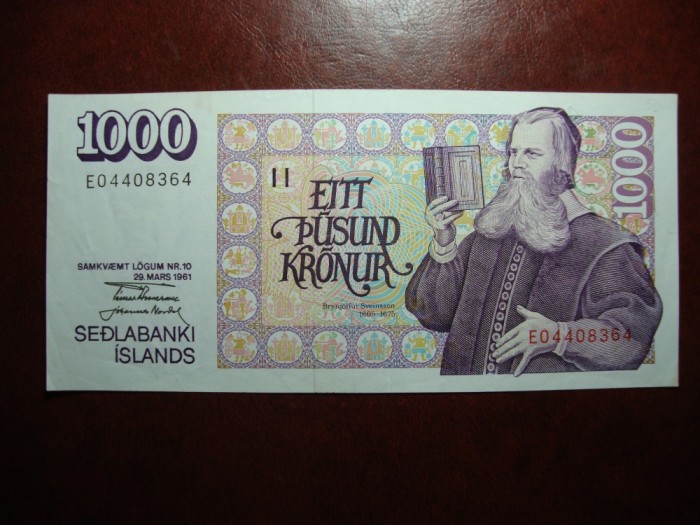 1000
E04408364
SAMKVÆMT LÖGUM NR.10
29. MARS 1961
SEÐLABANKI
ÍSLANDS
EITT
ÞÚSUND
KRÓNUR
Brynjólfur Sveinsson
1605-1675
1000
E04408364